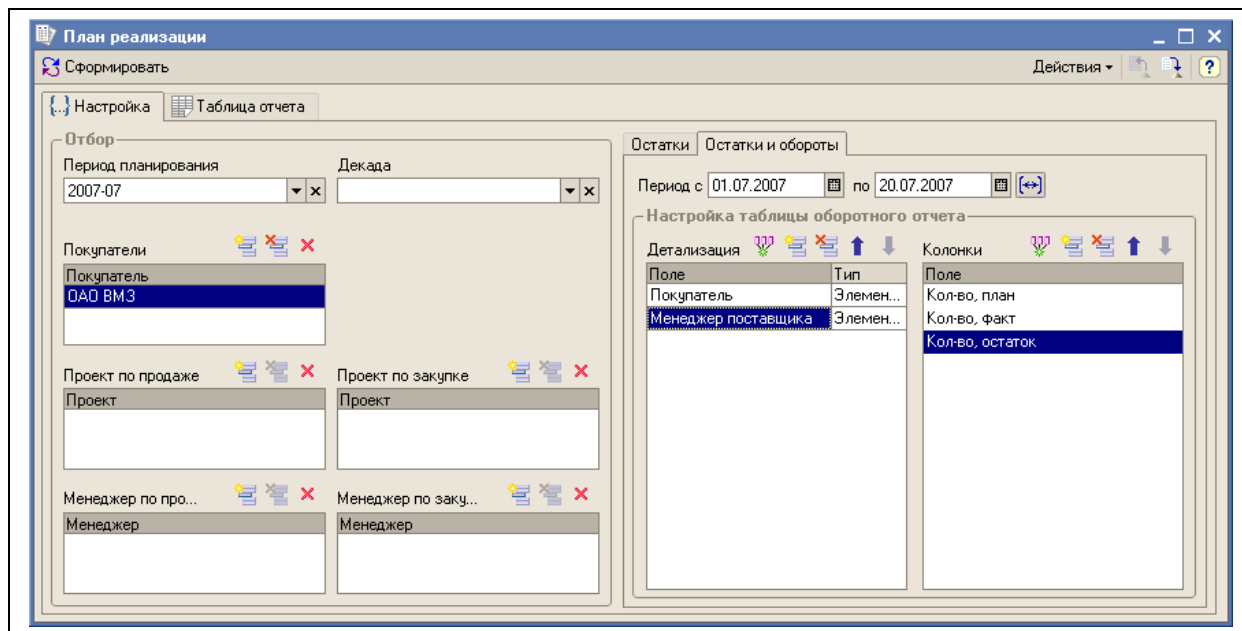 План реализации
Сформировать
Действия
{...} Настройка
Таблица отчета
Отбор
Период планирования
Декада
2007-07
Покупатели
Покупатель
ОАО ВМЗ
Проект по продаже
Проект по закупке
Проект
Проект
Менеджер по про...
Менеджер по заку...
Менеджер
Менеджер
Остатки
Остатки и обороты
Период с 01.07.2007 по 20.07.2007
Настройка таблицы оборотного отчета
Детализация
Поле Тип
Покупатель Элемен...
Менеджер поставщика Элемен...
Колонки
Поле
Кол-во, план
Кол-во, факт
Кол-во, остаток